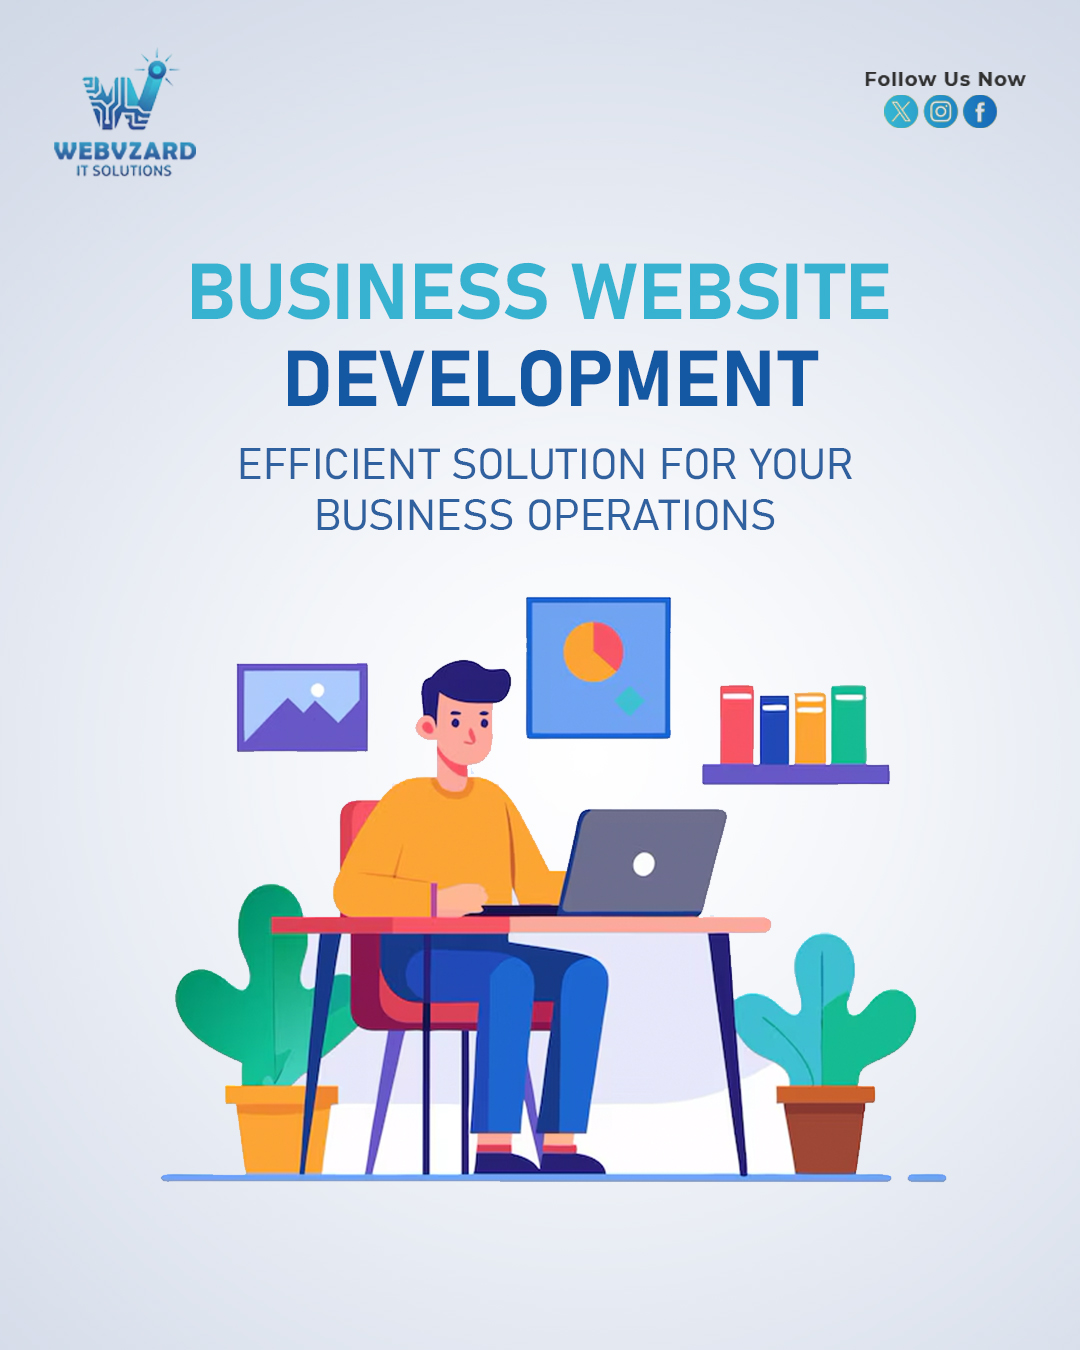 WEBVZARD
IT SOLUTIONS
Follow Us Now
BUSINESS WEBSITE
DEVELOPMENT
EFFICIENT SOLUTION FOR YOUR
BUSINESS OPERATIONS